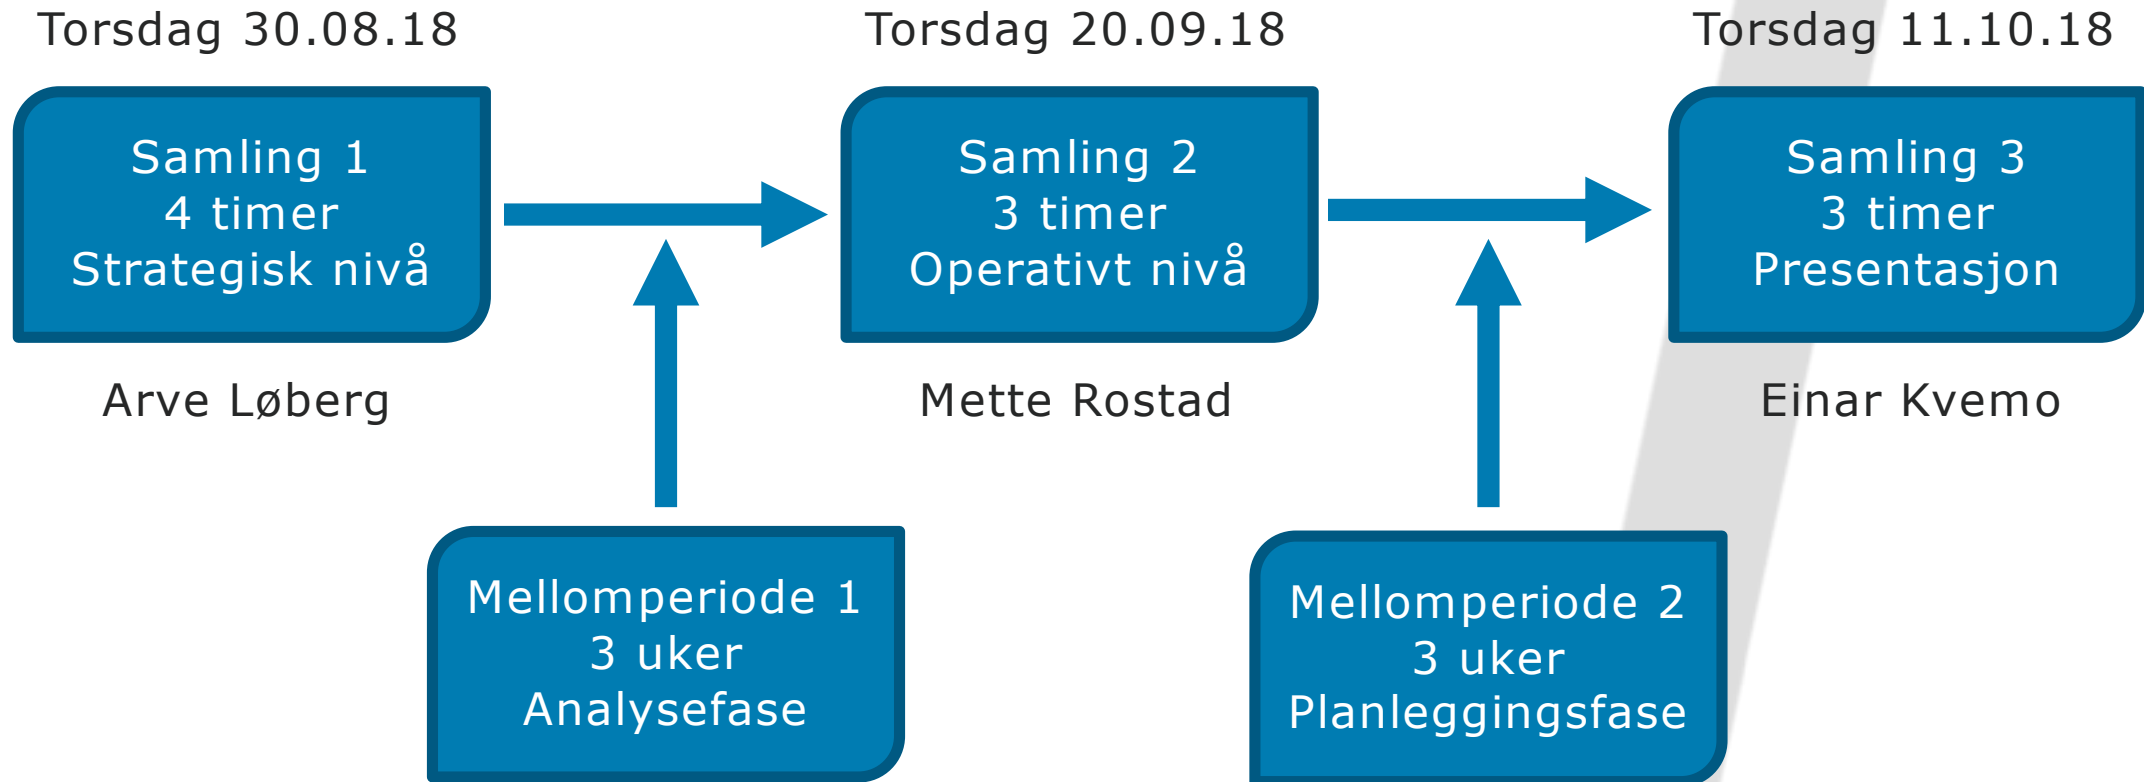 Torsdag 30.08.18
Torsdag 20.09.18
Torsdag 11.10.18
Samling 1
4 timer
Strategisk nivå
Samling 2
3 timer
Operativt nivå
Samling 3
3 timer
Presentasjon
Arve Løberg
Mette Rostad
Einar Kvemo
Mellomperiode 1
3 uker
Analysefase
Mellomperiode 2
3 uker
Planleggingsfase